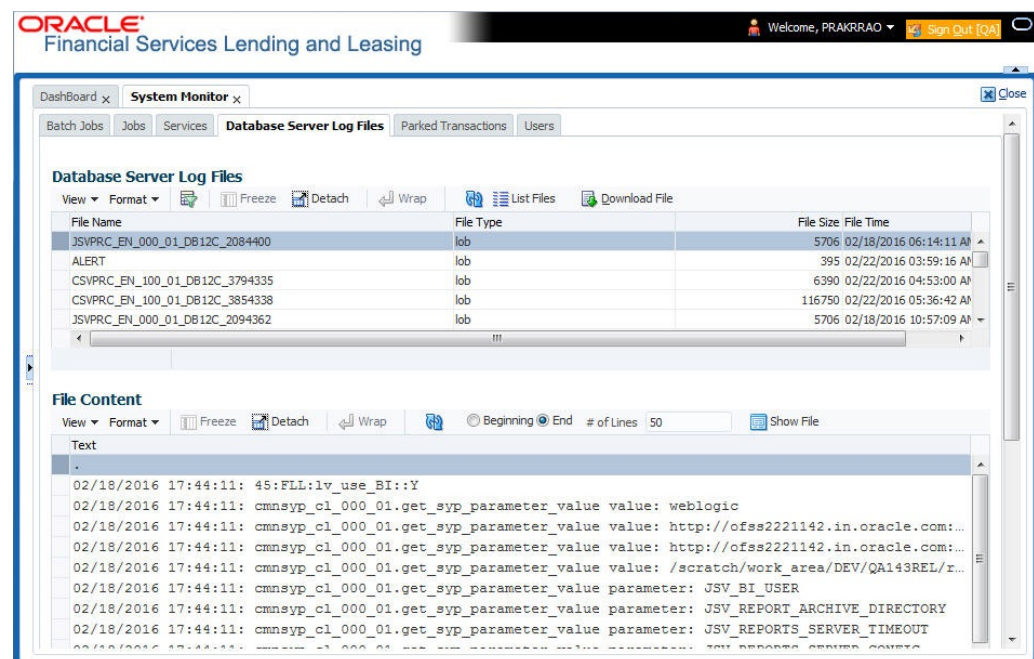 ORACLE®
Financial Services Lending and Leasing
Welcome, PRAKRRAO
Sign Out [QA]
DashBoard x System Monitor x
Close
Batch Jobs Jobs Services Database Server Log Files Parked Transactions Users
Database Server Log Files
View Format Freeze Detach Wrap List Files Download File
File Name File Type File Size File Time
JSVPRC_EN_000_01_DB12C_2084400 lob 5706 02/18/2016 06:14:11 AM
ALERT lob 395 02/22/2016 03:59:16 AM
CSVPRC_EN_100_01_DB12C_3794335 lob 6390 02/22/2016 04:53:00 AM
CSVPRC_EN_100_01_DB12C_3854338 lob 116750 02/22/2016 05:36:42 AM
JSVPRC_EN_000_01_DB12C_2094362 lob 5706 02/18/2016 10:57:09 AM
File Content
View Format Freeze Detach Wrap Beginning End # of Lines 50 Show File
Text
.
02/18/2016 17:44:11: 45:FLL:lv_use_BI::Y
02/18/2016 17:44:11: cmnsyp_cl_000_01.get_syp_parameter_value value: weblogic
02/18/2016 17:44:11: cmnsyp_cl_000_01.get_syp_parameter_value value: http://ofss2221142.in.oracle.com:...
02/18/2016 17:44:11: cmnsyp_cl_000_01.get_syp_parameter_value value: http://ofss2221142.in.oracle.com:...
02/18/2016 17:44:11: cmnsyp_cl_000_01.get_syp_parameter_value value: /scratch/work_area/DEV/QA143REL/r...
02/18/2016 17:44:11: cmnsyp_cl_000_01.get_syp_parameter_value parameter: JSV_BI_USER
02/18/2016 17:44:11: cmnsyp_cl_000_01.get_syp_parameter_value parameter: JSV_REPORT_ARCHIVE_DIRECTORY
02/18/2016 17:44:11: cmnsyp_cl_000_01.get_syp_parameter_value parameter: JSV_REPORTS_SERVER_TIMEOUT